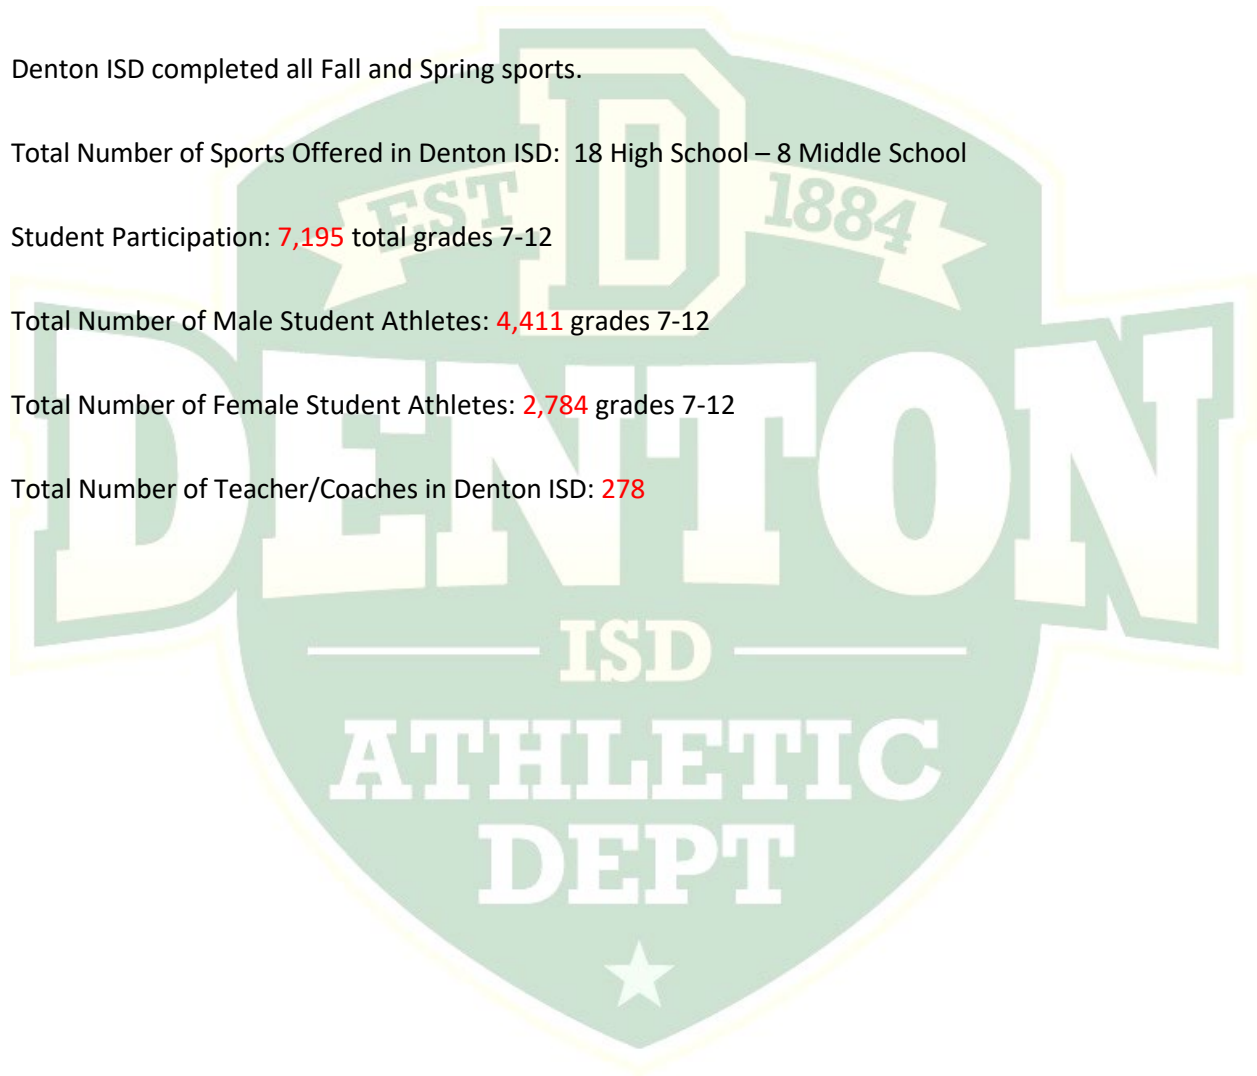 Denton ISD completed all Fall and Spring sports.
Total Number of Sports Offered in Denton ISD:  18 High School – 8 Middle School
Student Participation: 7,195 total grades 7-12
Total Number of Male Student Athletes: 4,411 grades 7-12
Total Number of Female Student Athletes: 2,784 grades 7-12
Total Number of Teacher/Coaches in Denton ISD: 278
D
EST 1884
DENTON
ISD
ATHLETIC
DEPT